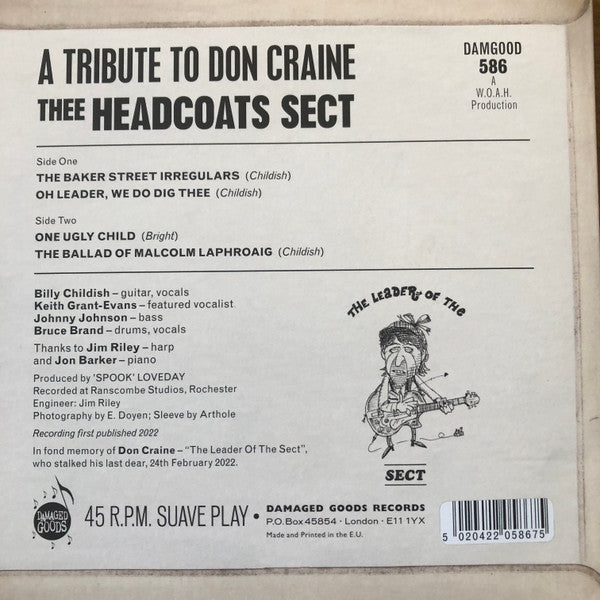 A TRIBUTE TO DON CRAINE
THEE HEADCOATS SECT
DAMGOOD
586
A
W.O.A.H.
Production
Side One
THE BAKER STREET IRREGULARS (Childish)
OH LEADER, WE DO DIG THEE (Childish)
Side Two
ONE UGLY CHILD (Bright)
THE BALLAD OF MALCOLM LAPHROAIG (Childish)
Billy Childish – guitar, vocals
Keith Grant-Evans – featured vocalist
Johnny Johnson – bass
Bruce Brand – drums, vocals
Thanks to Jim Riley – harp
and Jon Barker – piano
Produced by 'SPOOK' LOVEDAY
Recorded at Ranscombe Studios, Rochester
Engineer: Jim Riley
Photography by E. Doyen; Sleeve by Arthole
Recording first published 2022
In fond memory of Don Craine – "The Leader Of The Sect",
who stalked his last dear, 24th February 2022.
THE LEADER OF THE
SECT
DAMAGED
GOODS
45 R.P.M. SUAVE PLAY •
DAMAGED GOODS RECORDS
P.O. Box 45854 · London · E11 1YX
Made and Printed in the E.U.
5 020422 058675